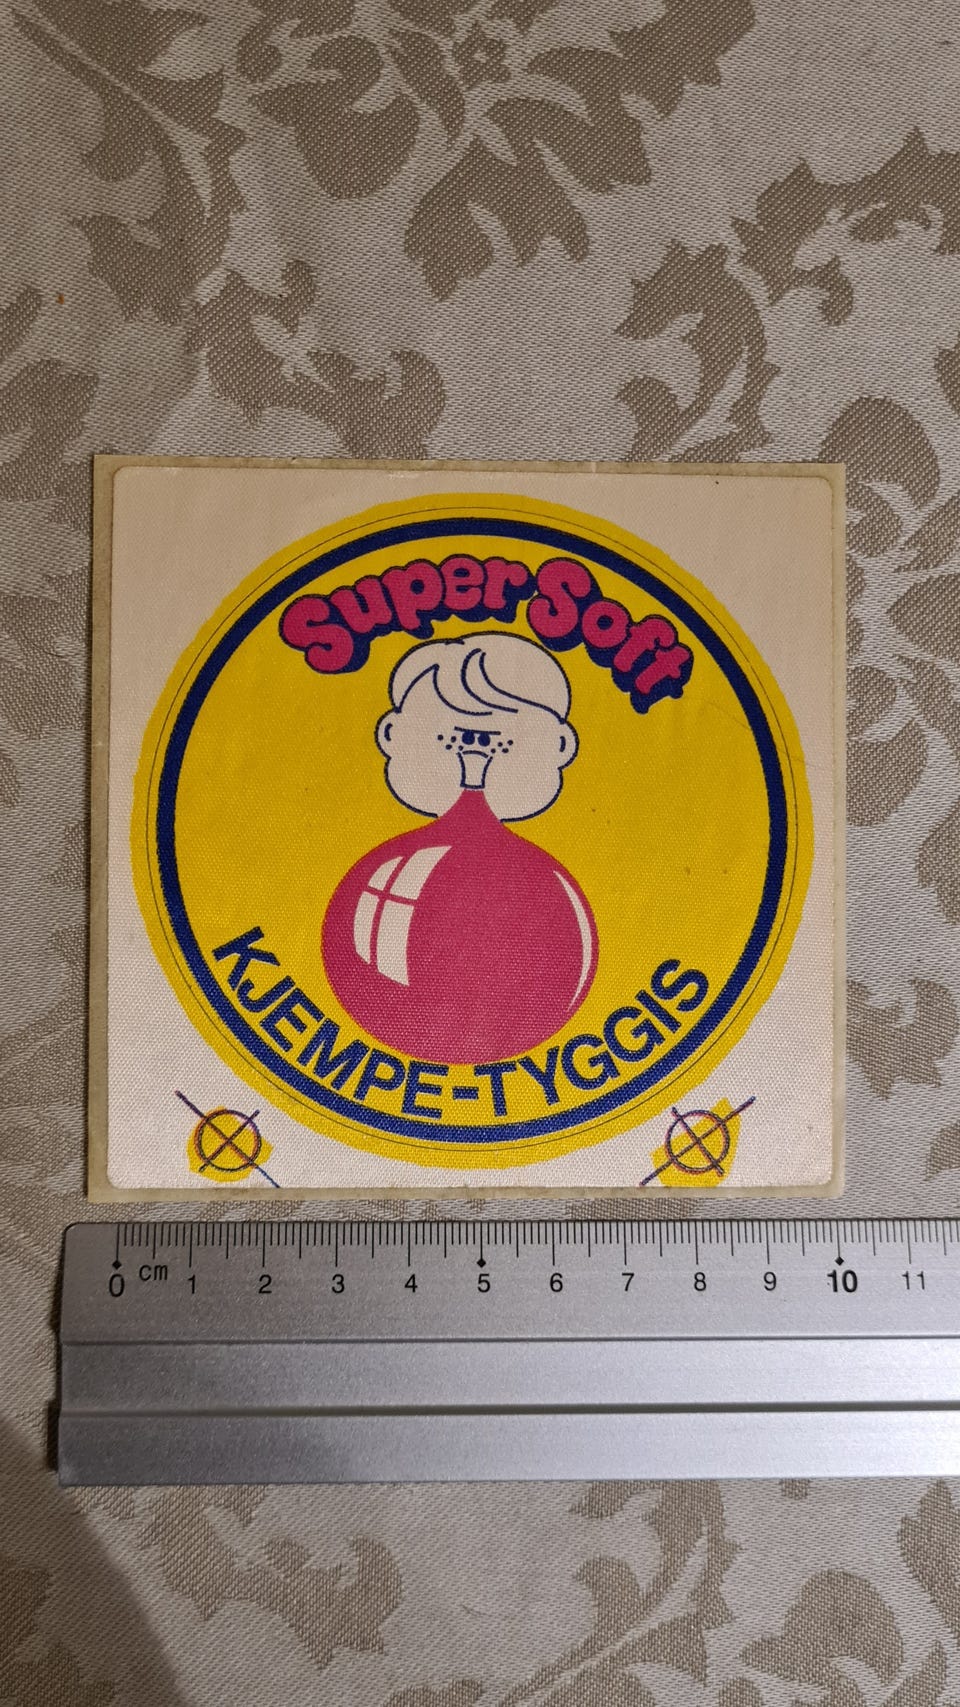 Super Soft
KJEMPE-TYGGIS
0 cm 1 2 3 4 5 6 7 8 9 10 11